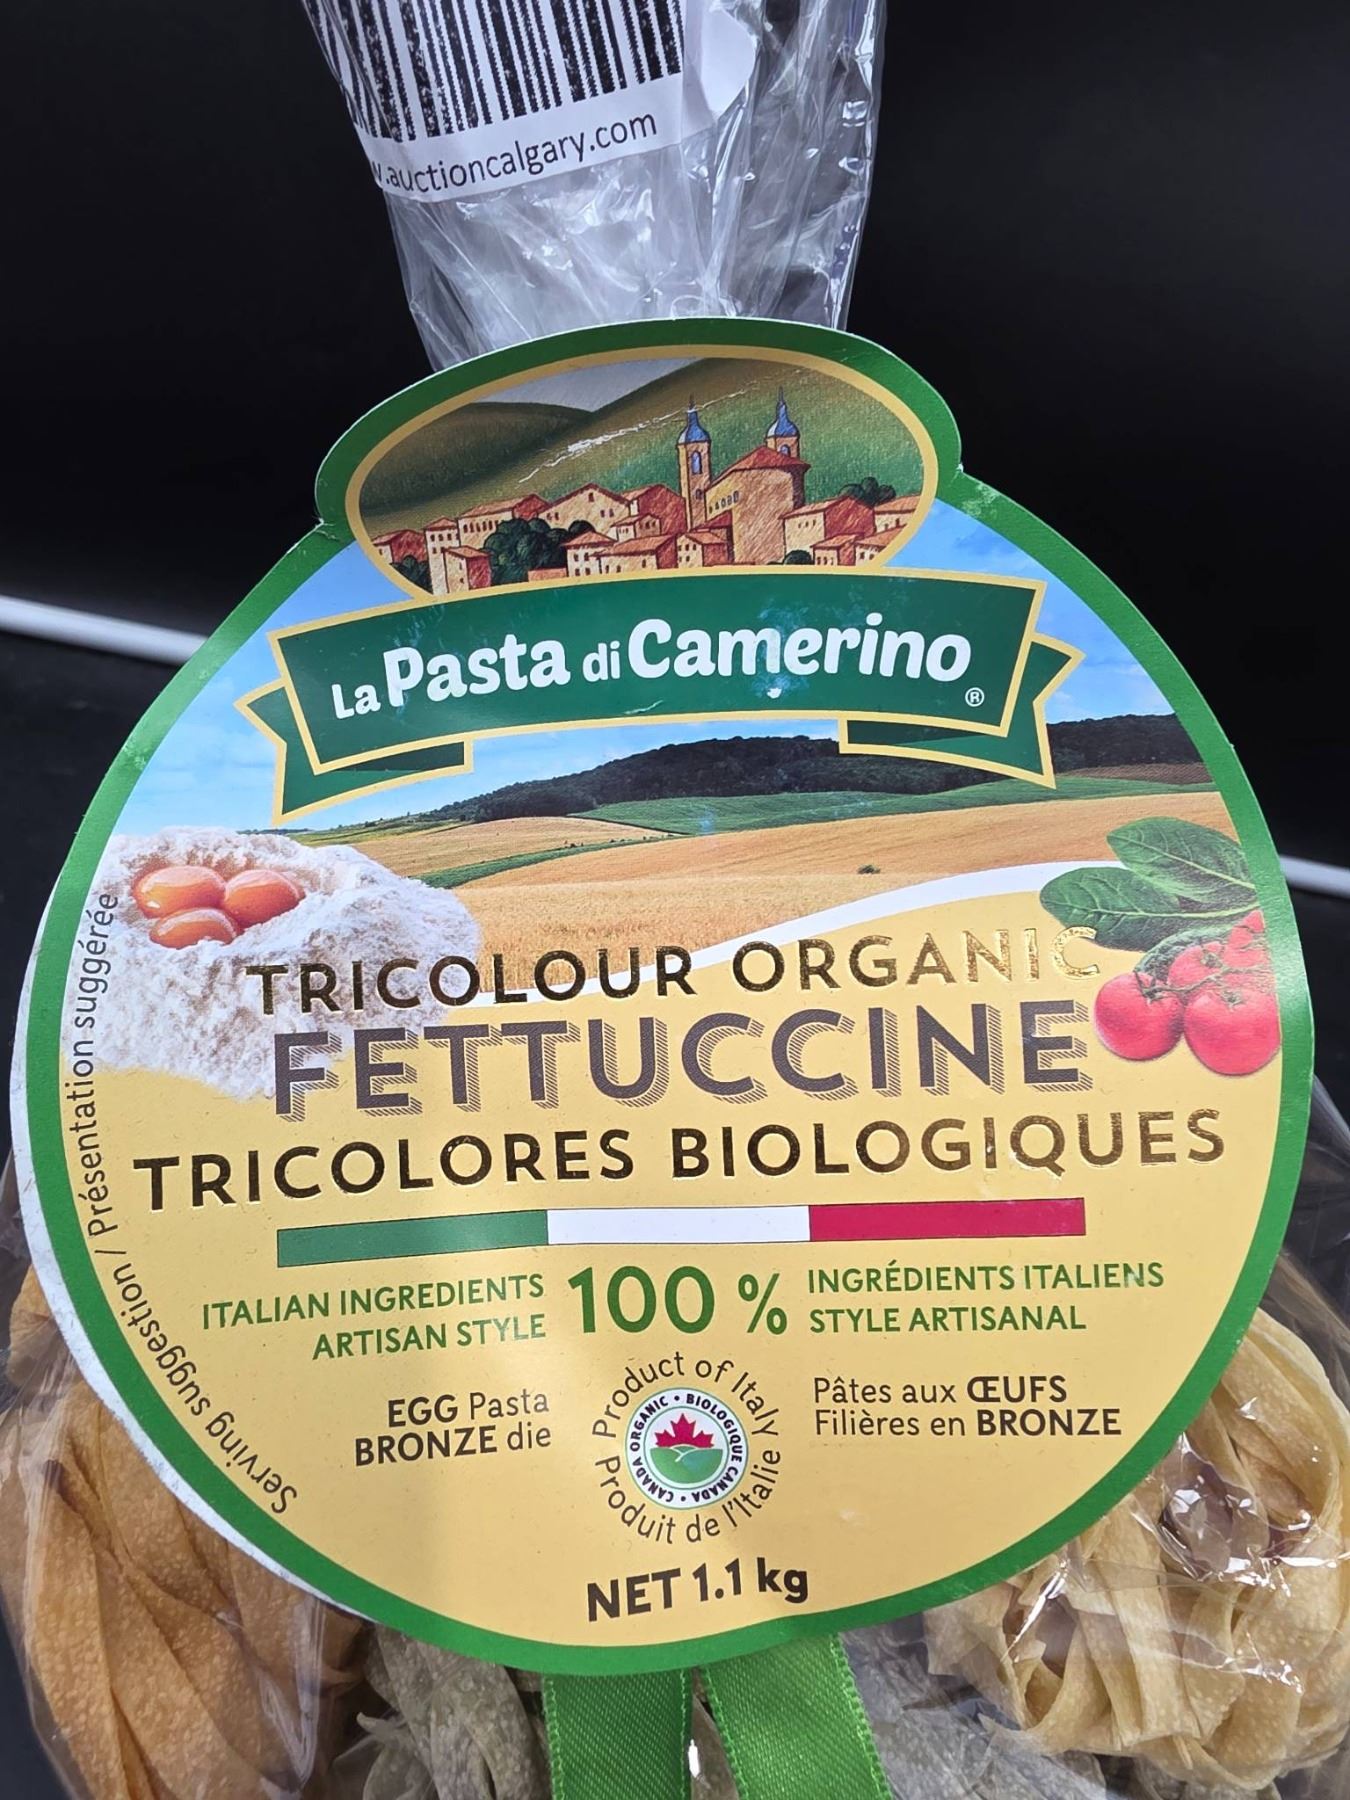 .auctioncalgary.com
La Pasta di Camerino ®
TRICOLOUR ORGANIC
FETTUCCINE
TRICOLORES BIOLOGIQUES
ITALIAN INGREDIENTS
ARTISAN STYLE
100 %
INGRÉDIENTS ITALIENS
STYLE ARTISANAL
EGG Pasta
BRONZE die
Product of Italy
CANADA ORGANIC • BIOLOGIQUE CANADA •
Produit de l'Italie
Pâtes aux ŒUFS
Filières en BRONZE
NET 1.1 kg
Serving suggestion / Présentation suggérée